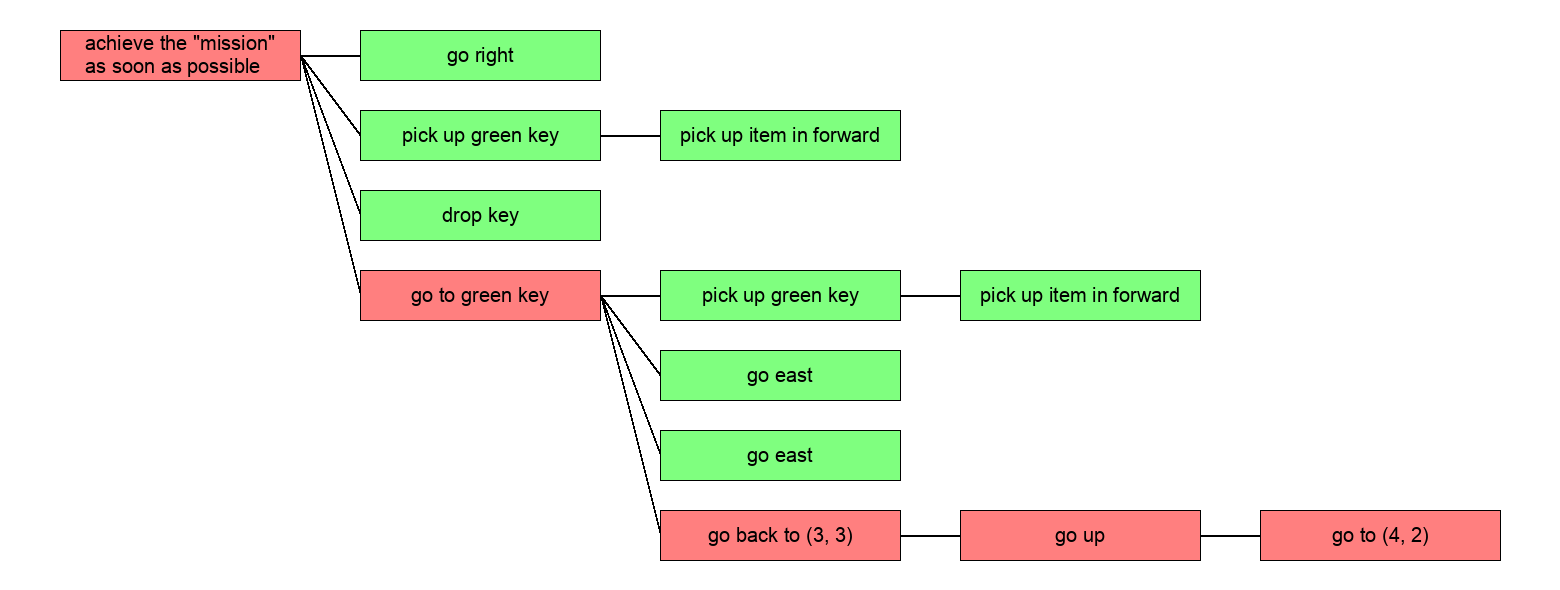 achieve the "mission"
as soon as possible
go right
pick up green key
pick up item in forward
drop key
go to green key
pick up green key
pick up item in forward
go east
go east
go back to (3, 3)
go up
go to (4, 2)